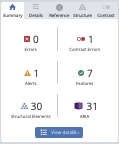 Summary Details Reference Structure Contrast
0 1
Errors Contrast Errors
1 7
Alerts Features
30 31
Structural Elements ARIA
View details ›